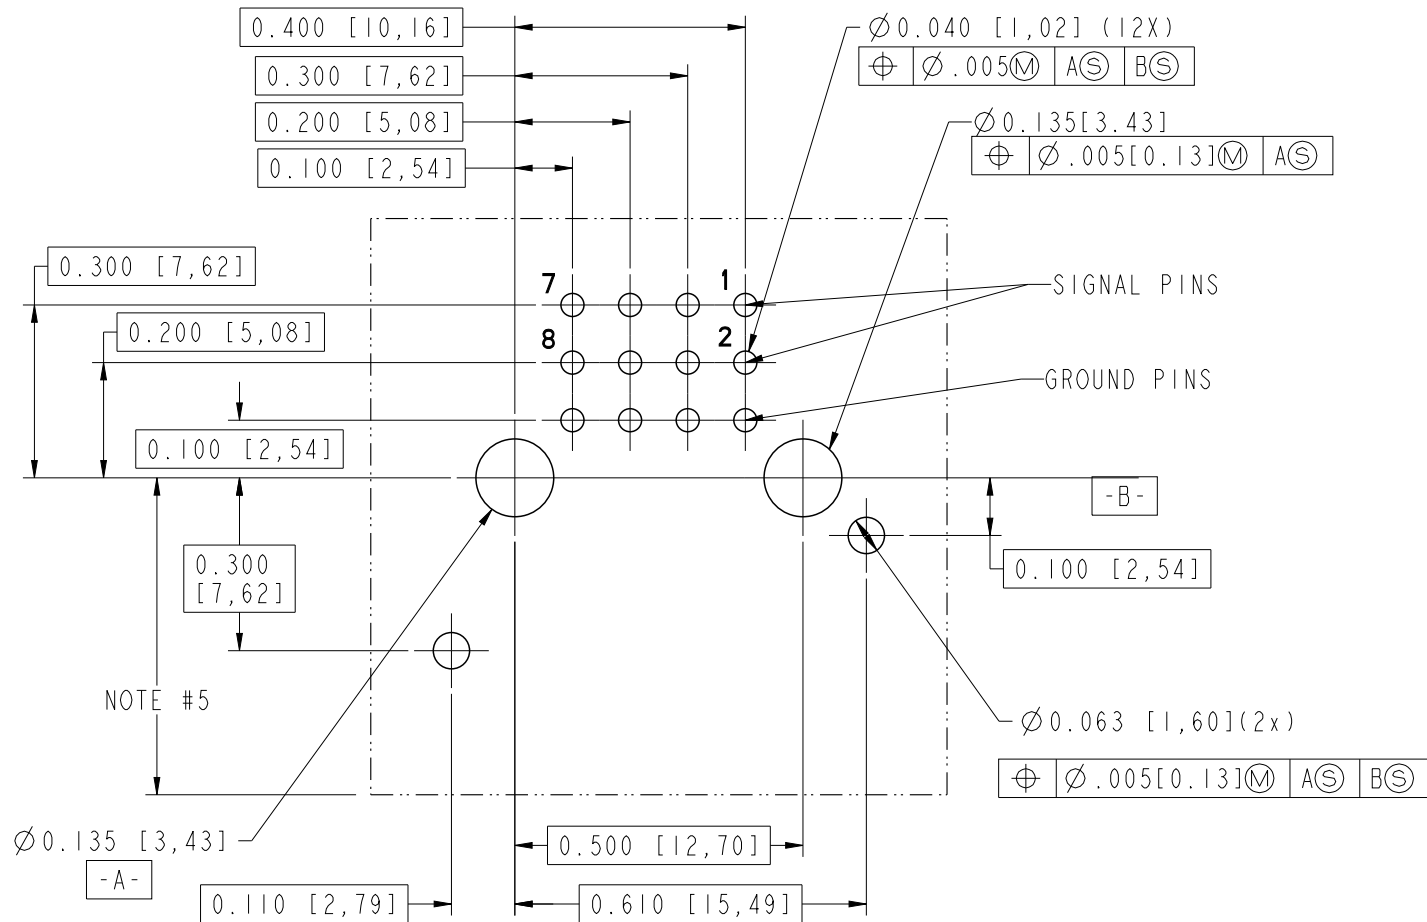 0.400 [10,16]
Ø0.040 [1,02] (12X)
⌖ Ø.005Ⓜ AⓈ BⓈ
0.300 [7,62]
0.200 [5,08]
Ø0.135[3.43]
⌖ Ø.005[0.13]Ⓜ AⓈ
0.100 [2,54]
0.300 [7,62]
7 1
SIGNAL PINS
0.200 [5,08]
8 2
GROUND PINS
0.100 [2,54]
-B-
0.300
[7,62]
0.100 [2,54]
NOTE #5
Ø0.063 [1,60](2x)
⌖ Ø.005[0.13]Ⓜ AⓈ BⓈ
Ø0.135 [3,43]
-A-
0.500 [12,70]
0.110 [2,79]
0.610 [15,49]